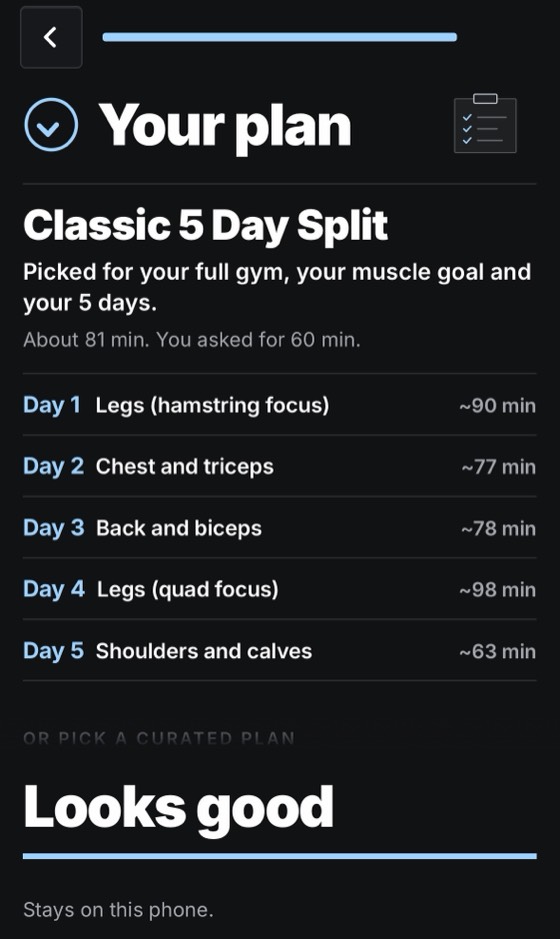 Your plan
Classic 5 Day Split
Picked for your full gym, your muscle goal and
your 5 days.
About 81 min. You asked for 60 min.
Day 1 Legs (hamstring focus) ~90 min
Day 2 Chest and triceps ~77 min
Day 3 Back and biceps ~78 min
Day 4 Legs (quad focus) ~98 min
Day 5 Shoulders and calves ~63 min
OR PICK A CURATED PLAN
Looks good
Stays on this phone.